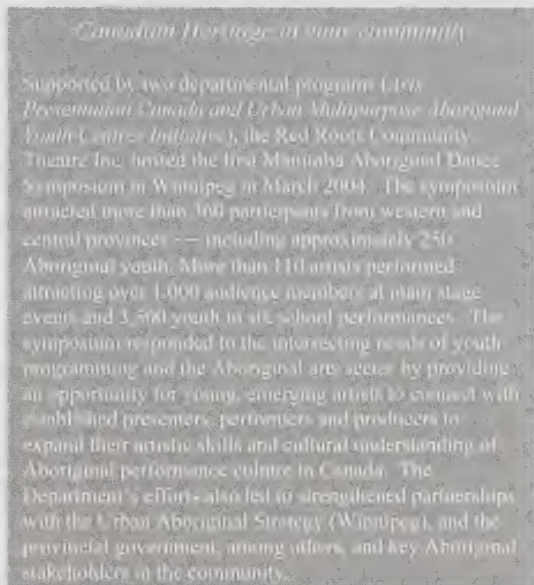 Canadian Heritage in your community
Supported by two departmental programs (Arts
Presentation Canada and Urban Multipurpose Aboriginal
Youth Centres Initiative), the Red Roots Community
Theatre Inc. hosted the first Manitoba Aboriginal Dance
Symposium in Winnipeg in March 2004. The symposium
attracted more than 360 participants from western and
central provinces — including approximately 250
Aboriginal youth. More than 110 artists performed
attracting over 1,000 audience members at main stage
events and 3,500 youth in six school performances. The
symposium responded to the intersecting needs of youth
programming and the Aboriginal arts sector by providing
an opportunity for young, emerging artists to connect with
established presenters, performers and producers to
expand their artistic skills and cultural understanding of
Aboriginal performance culture in Canada. The
Department's efforts also led to strengthened partnerships
with the Urban Aboriginal Strategy (Winnipeg), and the
provincial government, among others, and key Aboriginal
stakeholders in the community.